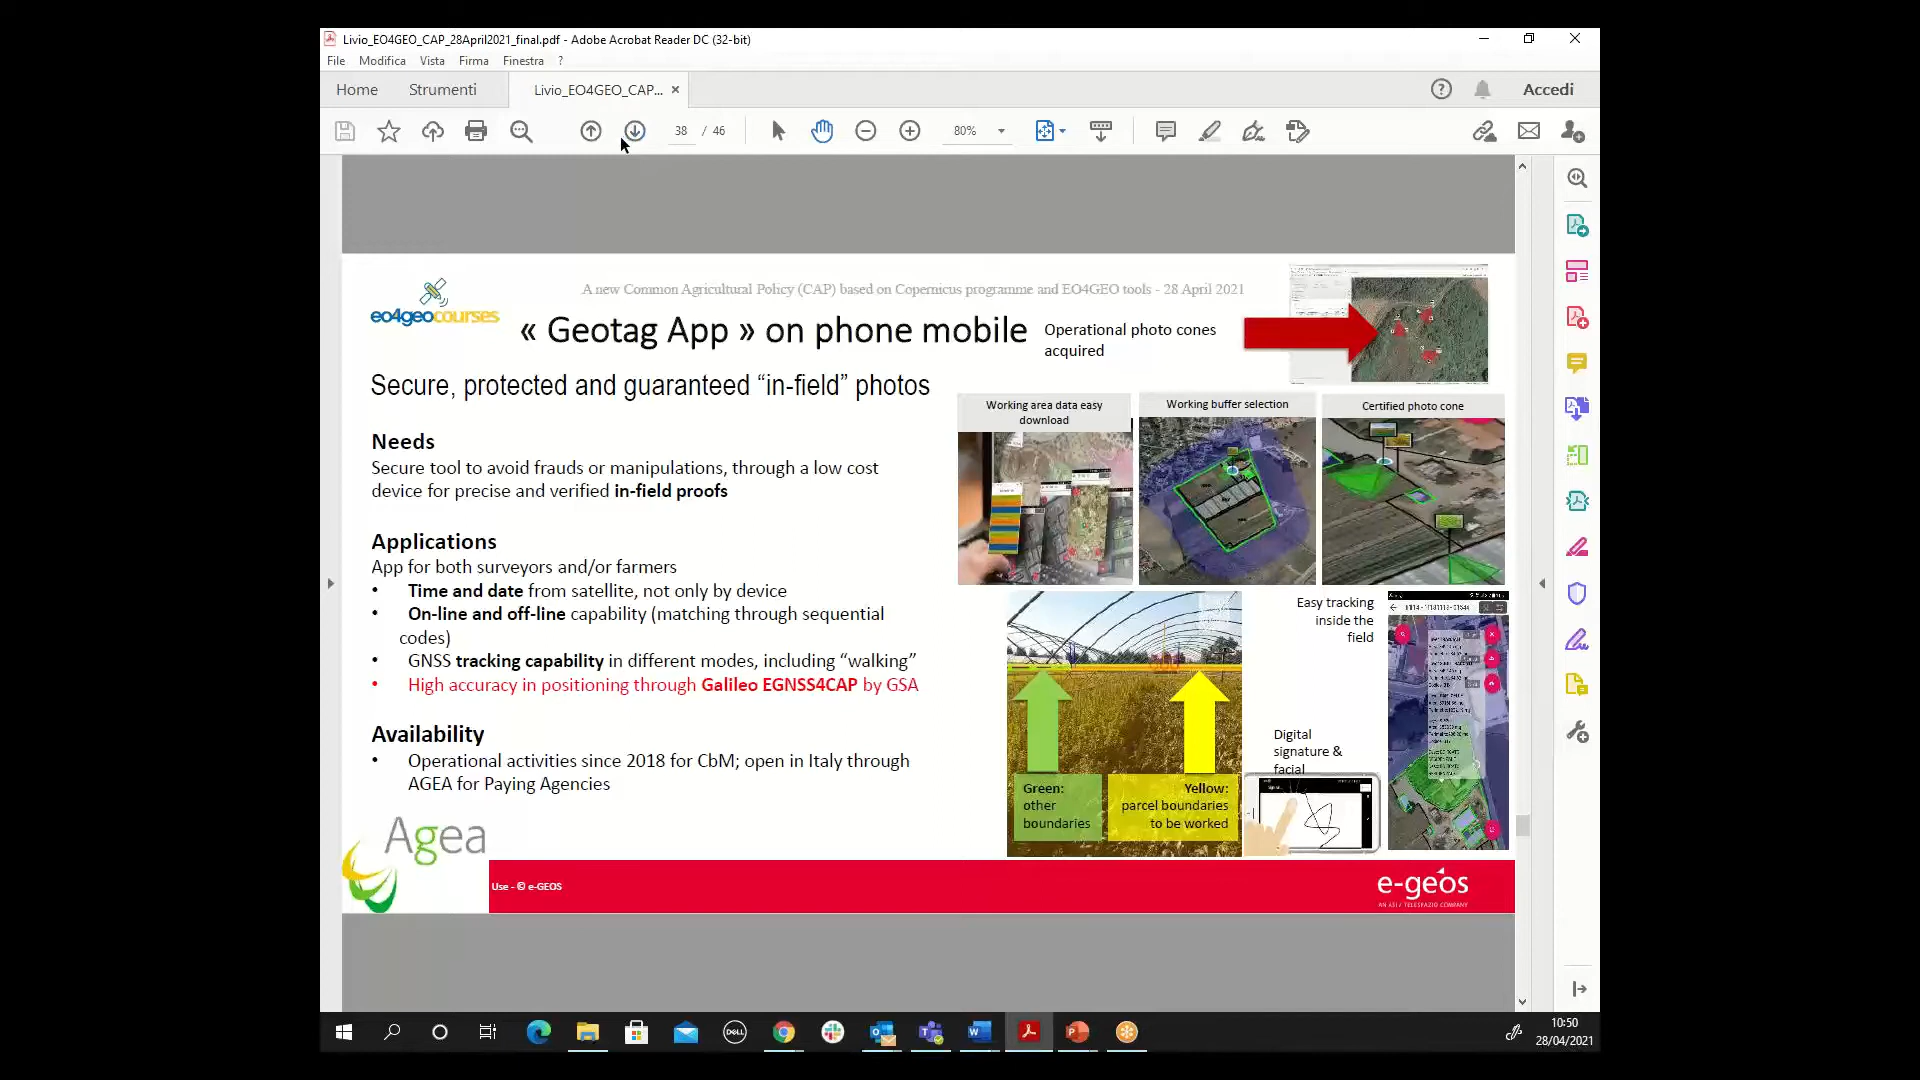 Livio_EO4GEO_CAP_28April2021_final.pdf - Adobe Acrobat Reader DC (32-bit)
File Modifica Vista Firma Finestra ?
Home Strumenti Livio_EO4GEO_CAP... × Accedi
38 / 46 80%
eo4geocourses
A new Common Agricultural Policy (CAP) based on Copernicus programme and EO4GEO tools - 28 April 2021
« Geotag App » on phone mobile
Operational photo cones
acquired
Secure, protected and guaranteed “in-field” photos
Working area data easy
download
Working buffer selection
Certified photo cone
Needs
Secure tool to avoid frauds or manipulations, through a low cost
device for precise and verified in-field proofs
Applications
App for both surveyors and/or farmers
• Time and date from satellite, not only by device
• On-line and off-line capability (matching through sequential
codes)
• GNSS tracking capability in different modes, including “walking”
• High accuracy in positioning through Galileo EGNSS4CAP by GSA
Availability
• Operational activities since 2018 for CbM; open in Italy through
AGEA for Paying Agencies
Easy tracking
inside the
field
Digital
signature &
facial
Green:
other
boundaries
Yellow:
parcel boundaries
to be worked
Agea
Use - © e-GEOS
e-geos
AN ASI / TELESPAZIO COMPANY
DELL
10:50
28/04/2021